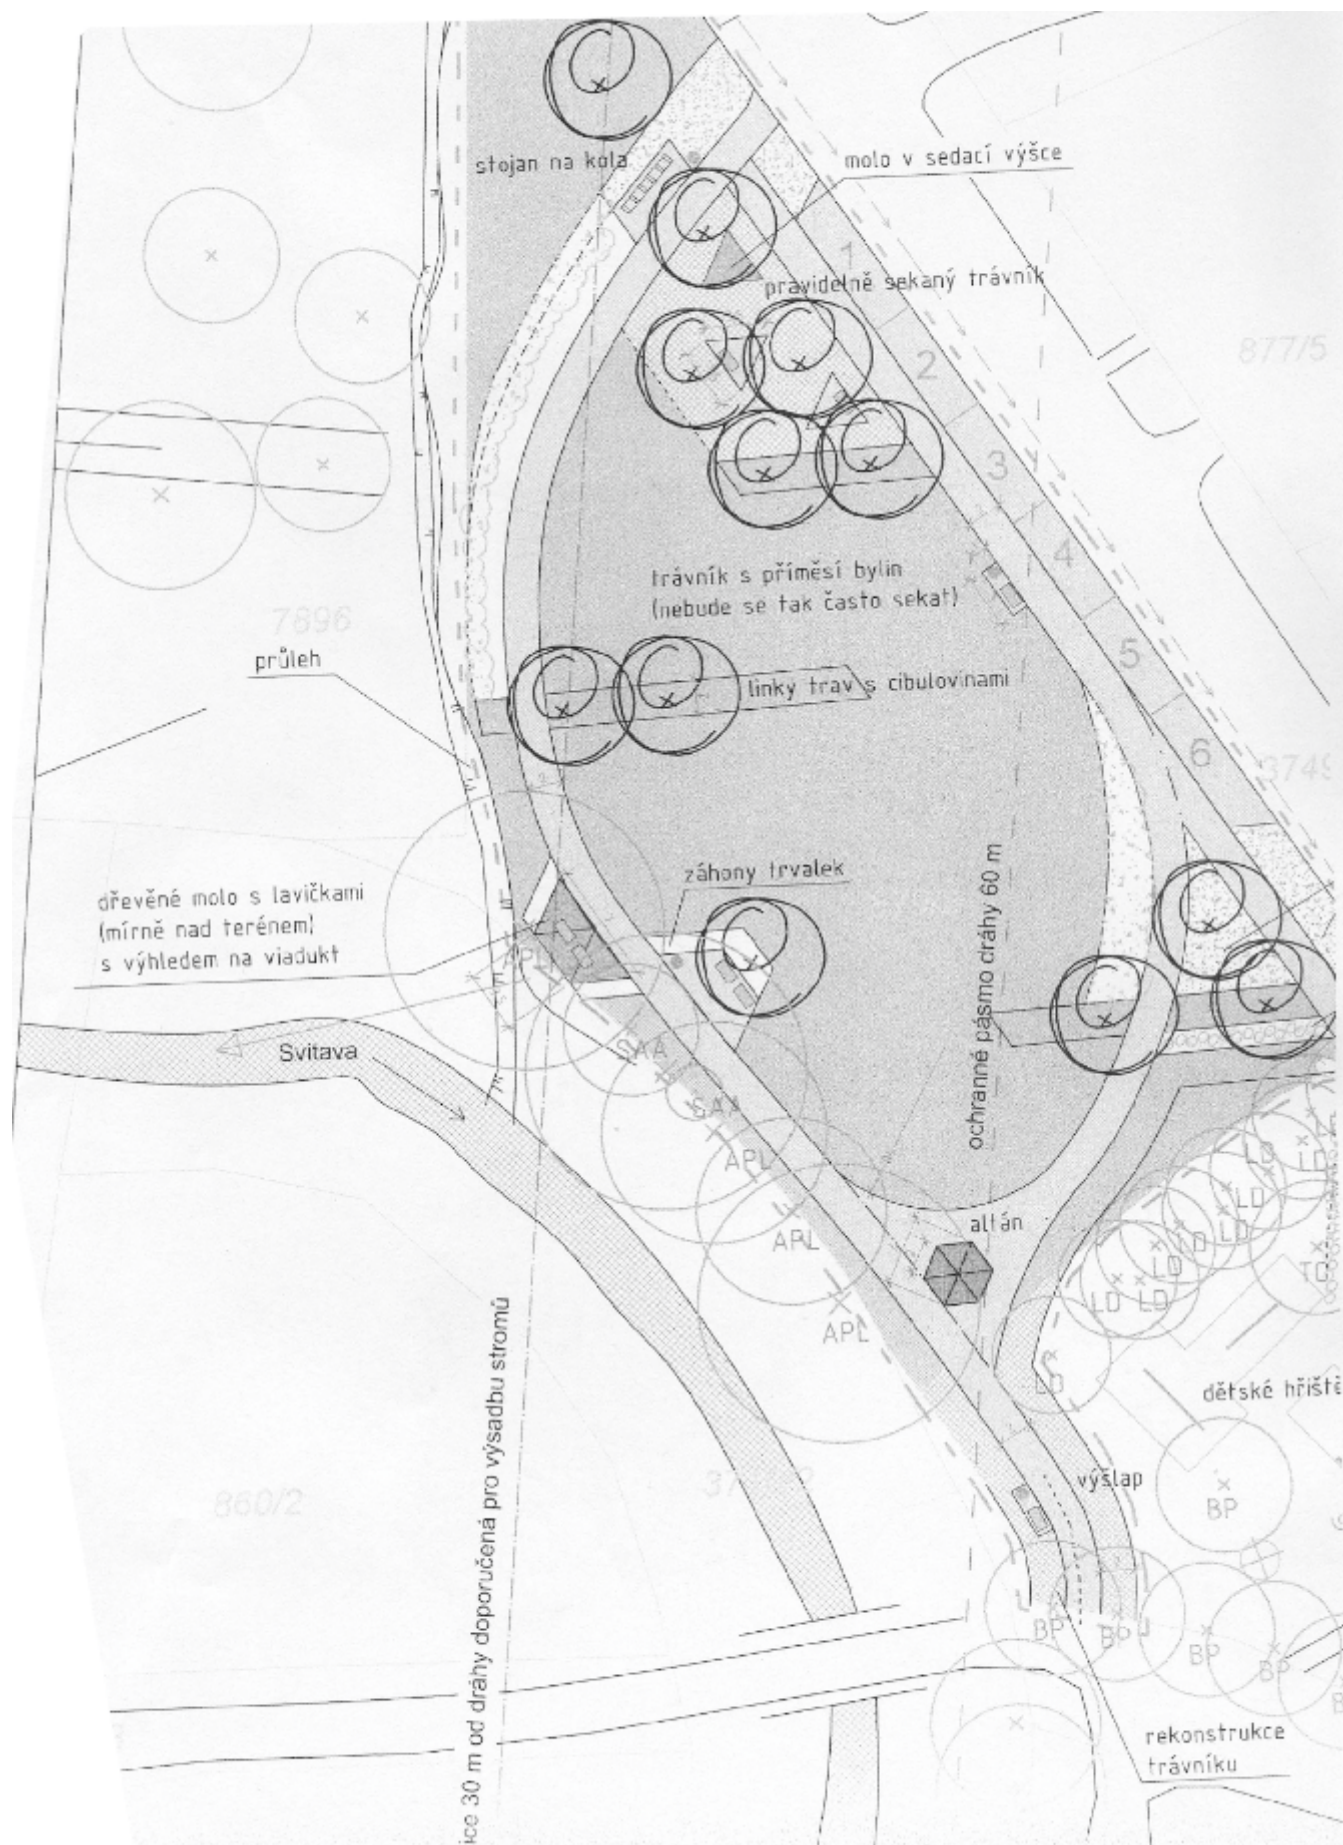 stojan na kola
molo v sedací výšce
1
pravidelně sekaný trávník
877/5
2
3
4
trávník s příměsí bylin
(nebude se tak často sekat)
7896
průleh
5
linky trav s cibulovinami
6
3749
záhony trvalek
dřevěné molo s lavičkami
(mírně nad terénem)
s výhledem na viadukt
APL
ochranné pásmo dráhy 60 m
Svitava
SAA
SAA
APL
APL
APL
altán
LD
LD
LD
LD
LD
LD
LD
LD
LD
TD
dětské hřiště
výšlap
BP
860/2
ice 30 m od dráhy doporučená pro výsadbu stromů
BP
BP
BP
BP
rekonstrukce
trávníku